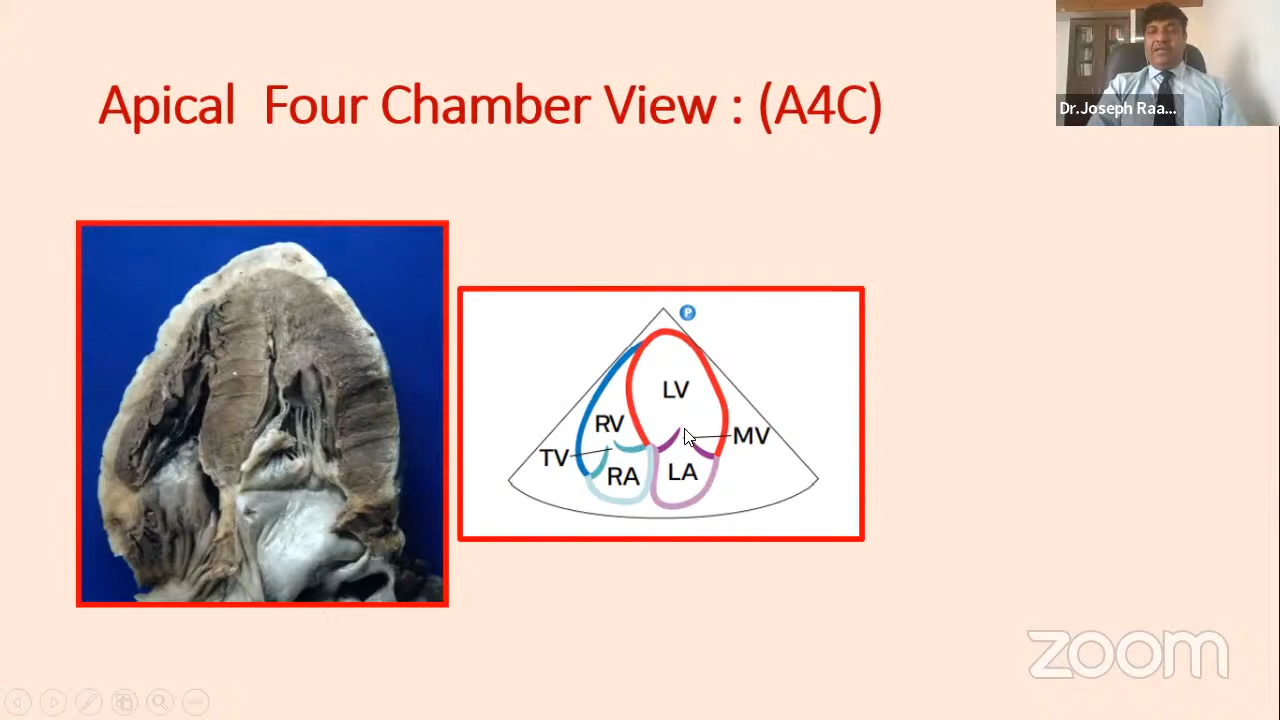 Apical Four Chamber View : (A4C)
Dr.Joseph Raa...
P
LV
RV
MV
TV
RA
LA
zoom